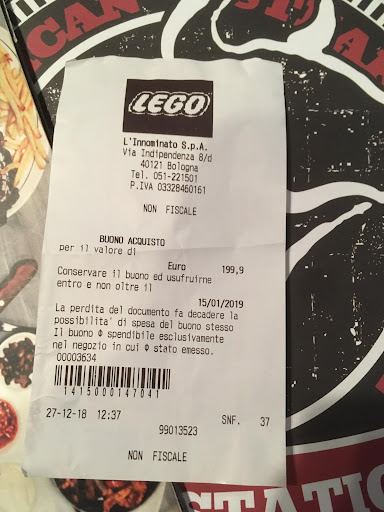 ICAN
STA
LEGO
L'Innominato S.p.A.
Via Indipendenza 8/d
40121 Bologna
Tel. 051-221501
P.IVA 03328460161
NON FISCALE
BUONO ACQUISTO
per il valore di
Euro 199,9
Conservare il buono ed usufruirne
entro e non oltre il
15/01/2019
La perdita del documento fa decadere la
possibilita' di spesa del buono stesso
Il buono Φ spendibile esclusivamente
nel negozio in cui Φ stato emesso.
00003634
1415000147041
27-12-18 12:37 SNF. 37
99013523
NON FISCALE
STATIO